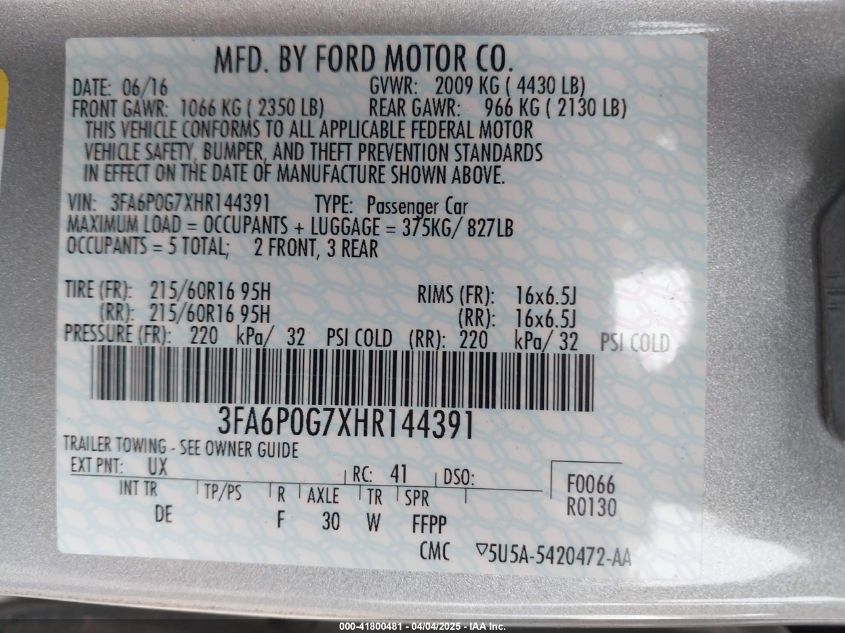 MFD. BY FORD MOTOR CO.
DATE: 06/16 GVWR: 2009 KG ( 4430 LB)
FRONT GAWR: 1066 KG ( 2350 LB) REAR GAWR: 966 KG ( 2130 LB)
THIS VEHICLE CONFORMS TO ALL APPLICABLE FEDERAL MOTOR
VEHICLE SAFETY, BUMPER, AND THEFT PREVENTION STANDARDS
IN EFFECT ON THE DATE OF MANUFACTURE SHOWN ABOVE.
VIN: 3FA6P0G7XHR144391 TYPE: Passenger Car
MAXIMUM LOAD = OCCUPANTS + LUGGAGE = 375KG/ 827LB
OCCUPANTS = 5 TOTAL; 2 FRONT, 3 REAR
TIRE (FR): 215/60R16 95H RIMS (FR): 16x6.5J
(RR): 215/60R16 95H (RR): 16x6.5J
PRESSURE (FR): 220 kPa/ 32 PSI COLD (RR): 220 kPa/ 32 PSI COLD
3FA6P0G7XHR144391
TRAILER TOWING - SEE OWNER GUIDE
EXT PNT: UX RC: 41 DSO: F0066
INT TR TP/PS R AXLE TR SPR R0130
DE F 30 W FFPP
CMC ▽5U5A-5420472-AA
000-41800481 - 04/04/2025 - IAA Inc.